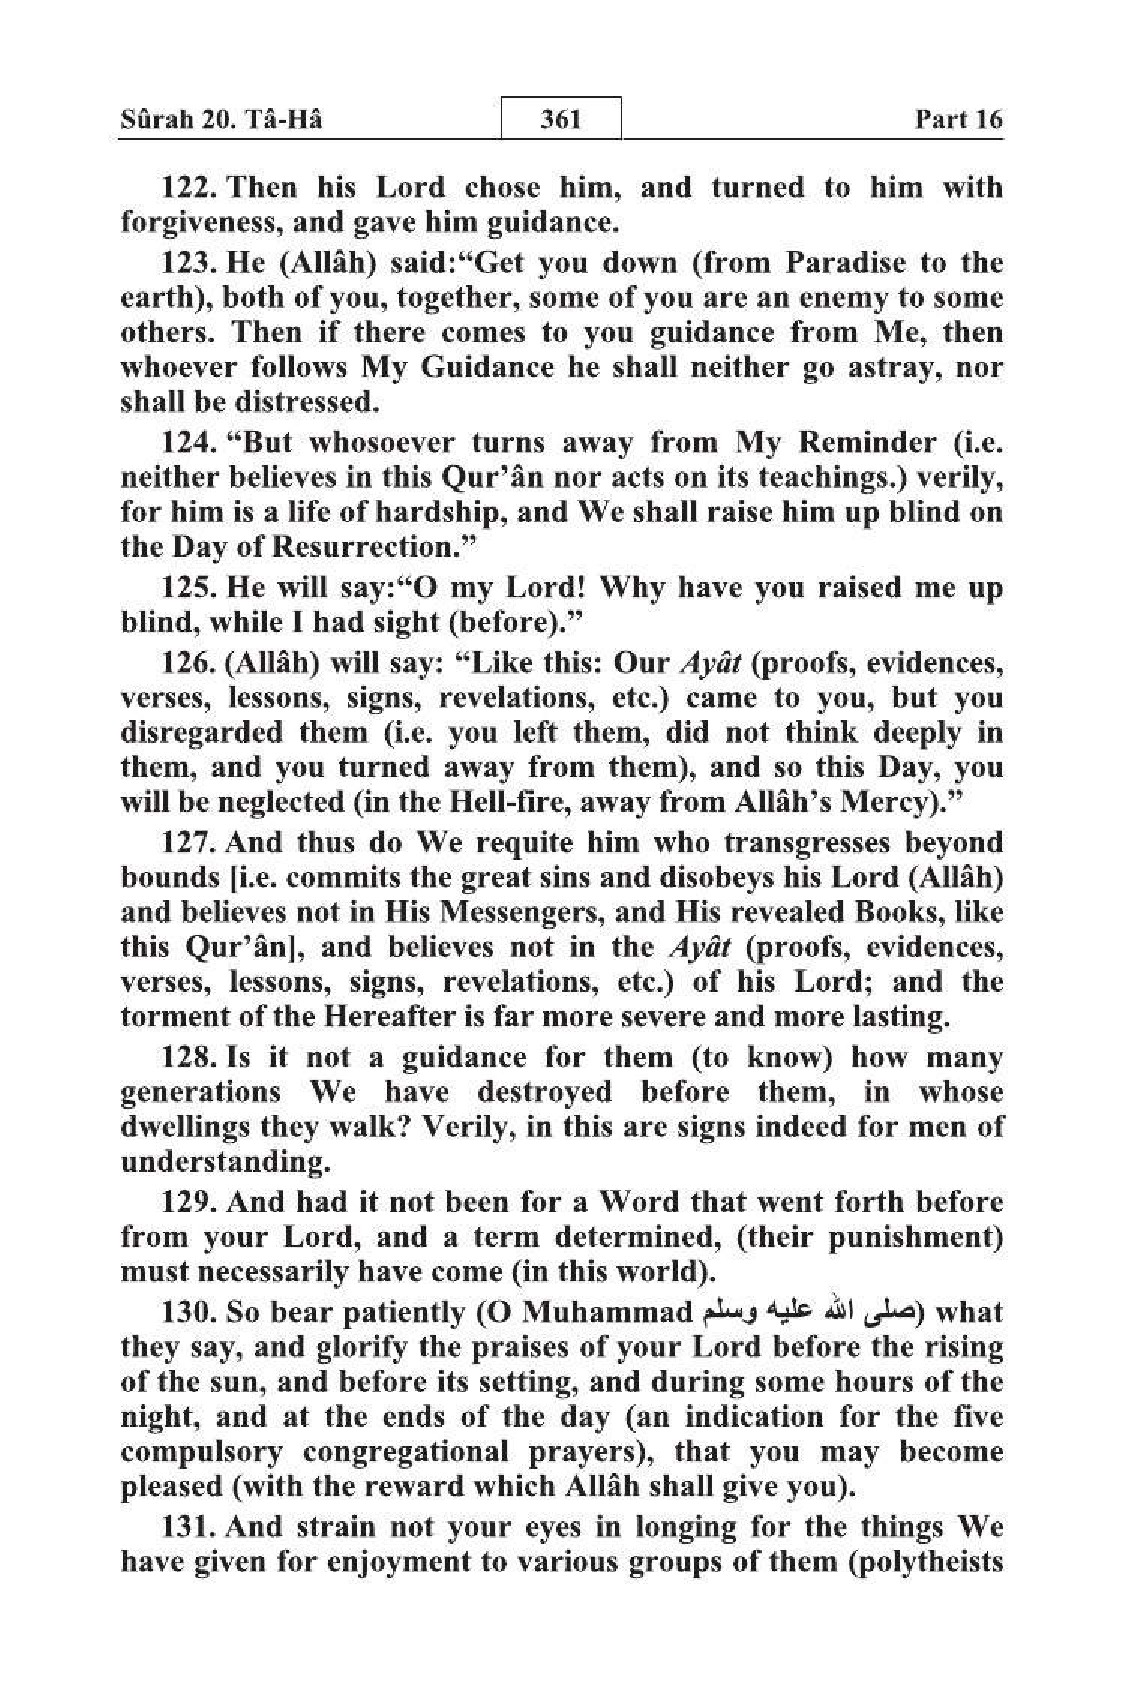 Sûrah 20. Tâ-Hâ 361 Part 16
122. Then his Lord chose him, and turned to him with
forgiveness, and gave him guidance.
123. He (Allâh) said:“Get you down (from Paradise to the
earth), both of you, together, some of you are an enemy to some
others. Then if there comes to you guidance from Me, then
whoever follows My Guidance he shall neither go astray, nor
shall be distressed.
124. “But whosoever turns away from My Reminder (i.e.
neither believes in this Qur’ân nor acts on its teachings.) verily,
for him is a life of hardship, and We shall raise him up blind on
the Day of Resurrection.”
125. He will say:“O my Lord! Why have you raised me up
blind, while I had sight (before).”
126. (Allâh) will say: “Like this: Our Ayât (proofs, evidences,
verses, lessons, signs, revelations, etc.) came to you, but you
disregarded them (i.e. you left them, did not think deeply in
them, and you turned away from them), and so this Day, you
will be neglected (in the Hell-fire, away from Allâh’s Mercy).”
127. And thus do We requite him who transgresses beyond
bounds [i.e. commits the great sins and disobeys his Lord (Allâh)
and believes not in His Messengers, and His revealed Books, like
this Qur’ân], and believes not in the Ayât (proofs, evidences,
verses, lessons, signs, revelations, etc.) of his Lord; and the
torment of the Hereafter is far more severe and more lasting.
128. Is it not a guidance for them (to know) how many
generations We have destroyed before them, in whose
dwellings they walk? Verily, in this are signs indeed for men of
understanding.
129. And had it not been for a Word that went forth before
from your Lord, and a term determined, (their punishment)
must necessarily have come (in this world).
130. So bear patiently (O Muhammad صلى الله عليه وسلم) what
they say, and glorify the praises of your Lord before the rising
of the sun, and before its setting, and during some hours of the
night, and at the ends of the day (an indication for the five
compulsory congregational prayers), that you may become
pleased (with the reward which Allâh shall give you).
131. And strain not your eyes in longing for the things We
have given for enjoyment to various groups of them (polytheists